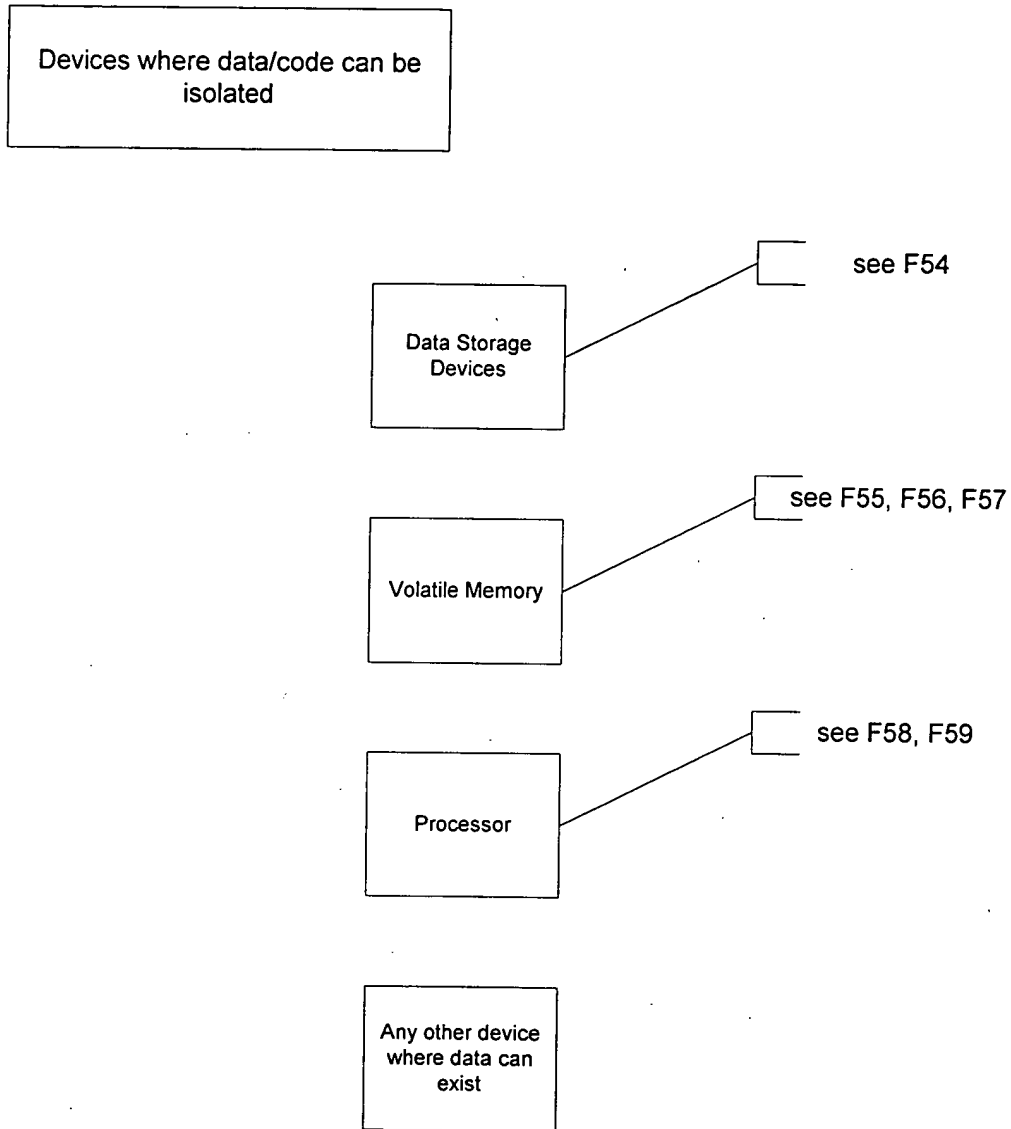 Devices where data/code can be
isolated
see F54
Data Storage
Devices
see F55, F56, F57
Volatile Memory
see F58, F59
Processor
Any other device
where data can
exist